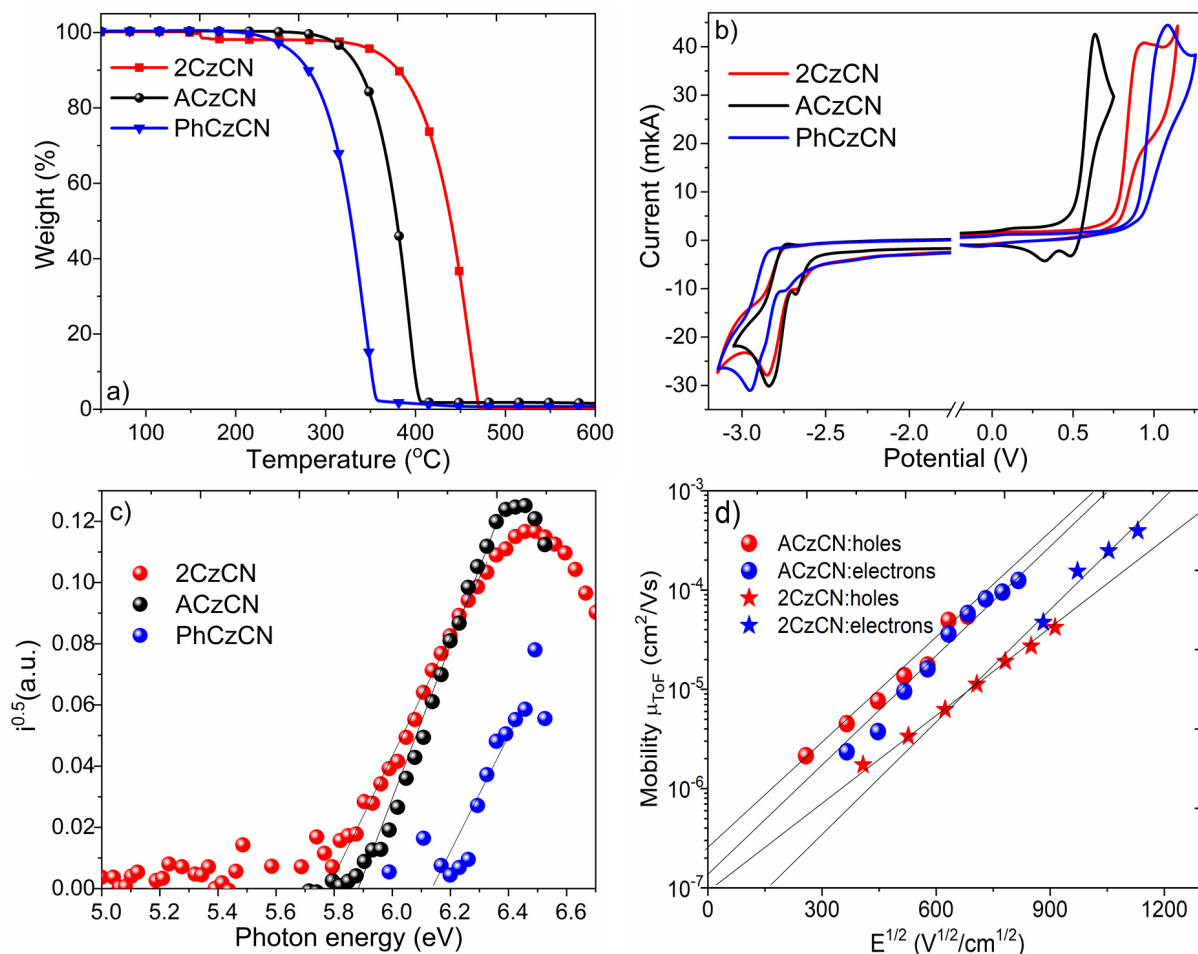 a)
2CzCN
ACzCN
PhCzCN
Weight (%)
100
80
60
40
20
0
100 200 300 400 500 600
Temperature (°C)
b)
2CzCN
ACzCN
PhCzCN
Current (mkA)
40
30
20
10
0
-10
-20
-30
-3.0 -2.5 -2.0 0.0 0.5 1.0
Potential (V)
c)
2CzCN
ACzCN
PhCzCN
i^0.5(a.u.)
0.12
0.10
0.08
0.06
0.04
0.02
0.00
5.0 5.2 5.4 5.6 5.8 6.0 6.2 6.4 6.6
Photon energy (eV)
d)
ACzCN:holes
ACzCN:electrons
2CzCN:holes
2CzCN:electrons
Mobility μ_ToF (cm²/Vs)
10⁻³
10⁻⁴
10⁻⁵
10⁻⁶
10⁻⁷
0 300 600 900 1200
E^1/2 (V^1/2/cm^1/2)